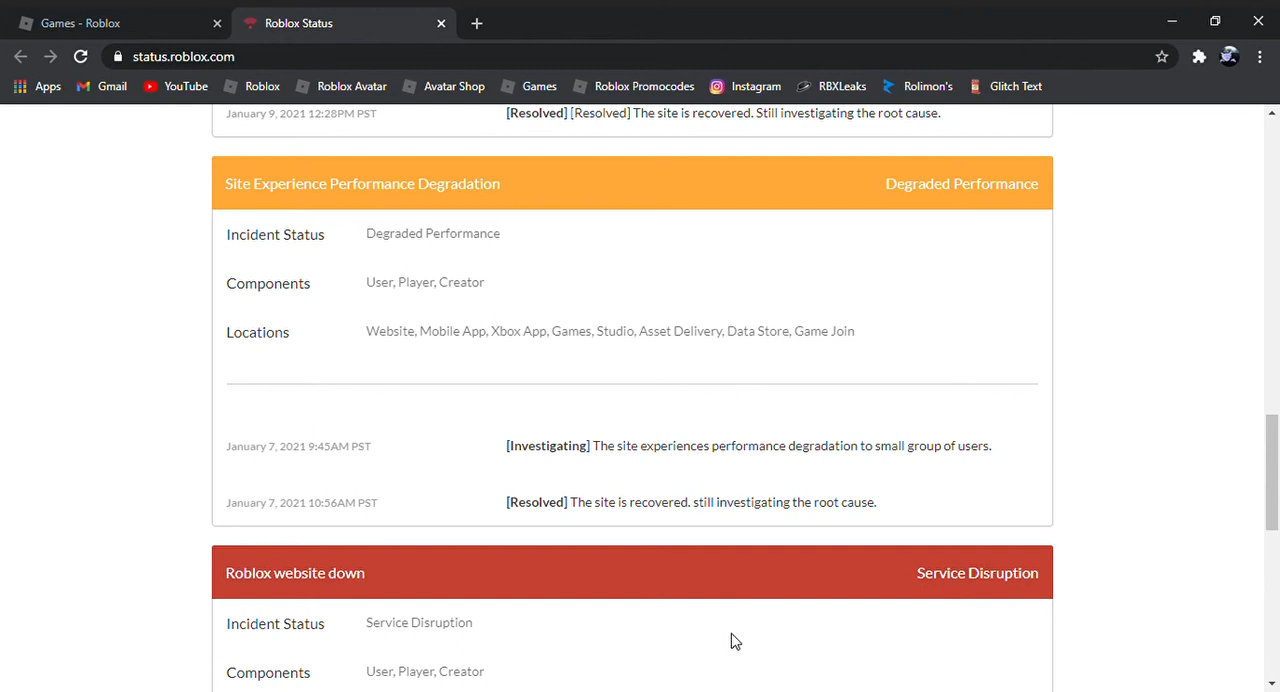 Games - Roblox
Roblox Status
status.roblox.com
Apps Gmail YouTube Roblox Roblox Avatar Avatar Shop Games Roblox Promocodes Instagram RBXLeaks Rolimon's Glitch Text
January 9, 2021 12:28PM PST [Resolved] [Resolved] The site is recovered. Still investigating the root cause.
Site Experience Performance Degradation Degraded Performance
Incident Status Degraded Performance
Components User, Player, Creator
Locations Website, Mobile App, Xbox App, Games, Studio, Asset Delivery, Data Store, Game Join
January 7, 2021 9:45AM PST [Investigating] The site experiences performance degradation to small group of users.
January 7, 2021 10:56AM PST [Resolved] The site is recovered. still investigating the root cause.
Roblox website down Service Disruption
Incident Status Service Disruption
Components User, Player, Creator